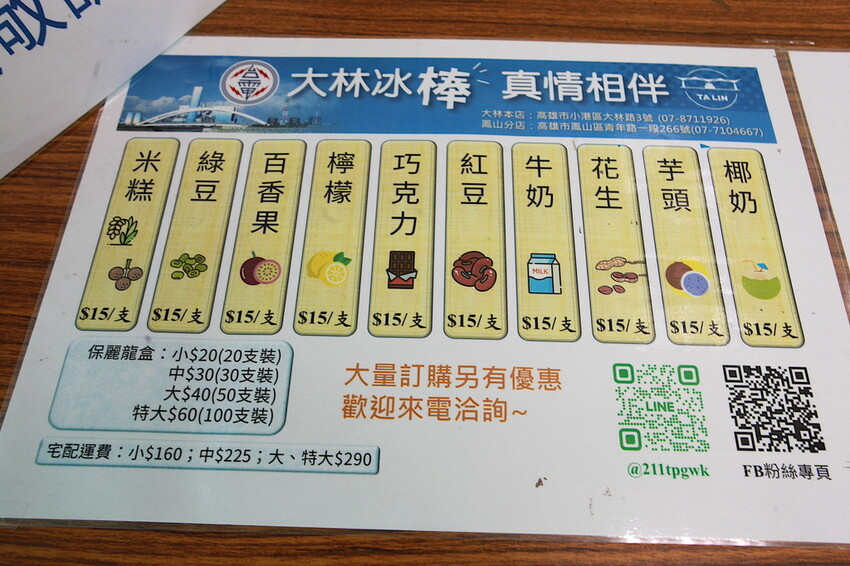 台電
大林冰棒 真情相伴
TA LIN
大林本店：高雄市小港區大林路3號 (07-8711926)
鳳山分店：高雄市鳳山區青年路一段266號(07-7104667)
米糕
$15/支
綠豆
$15/支
百香果
$15/支
檸檬
$15/支
巧克力
$15/支
紅豆
$15/支
牛奶
MILK
$15/支
花生
$15/支
芋頭
$15/支
椰奶
$15/支
保麗龍盒：小$20(20支裝)
中$30(30支裝)
大$40(50支裝)
特大$60(100支裝)
宅配運費：小$160；中$225；大、特大$290
大量訂購另有優惠
歡迎來電洽詢~
LINE
@211tpgwk
FB粉絲專頁